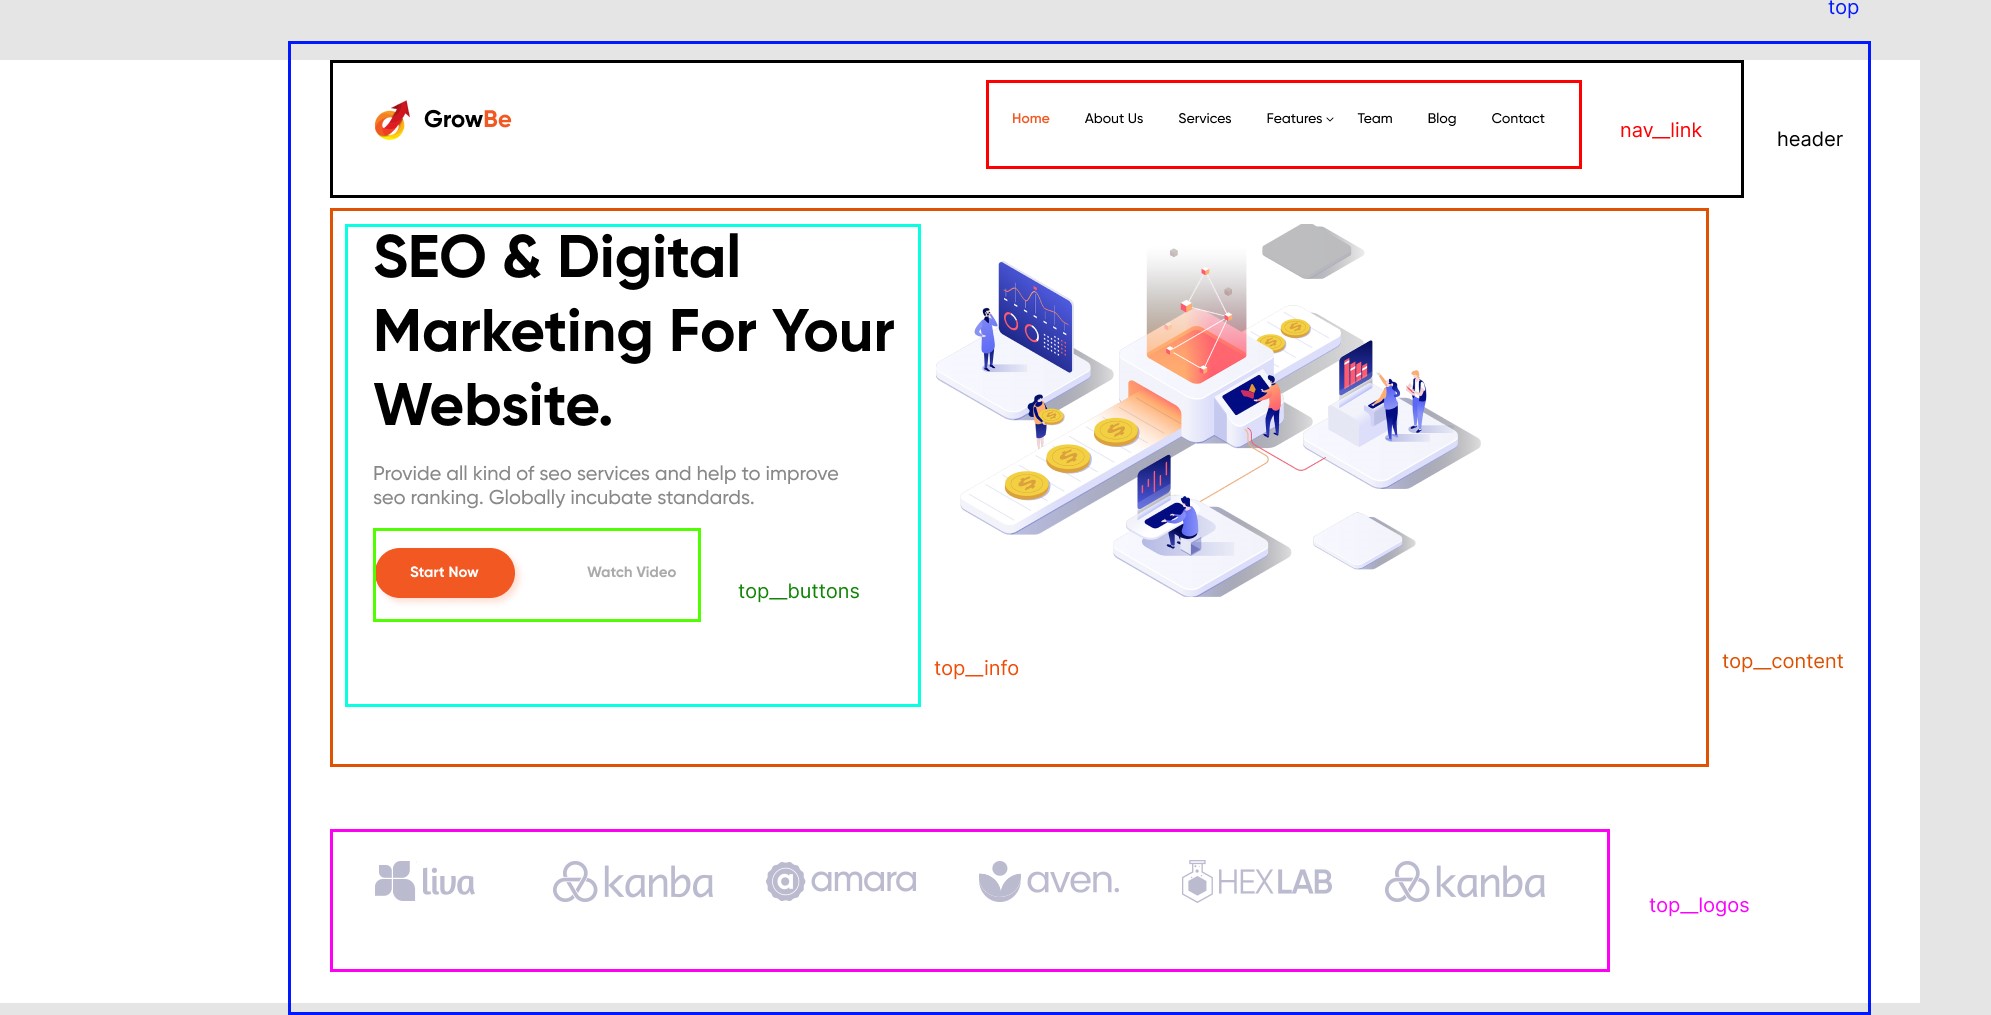 top
GrowBe
Home About Us Services Features Team Blog Contact
nav__link
header
SEO & Digital
Marketing For Your
Website.
Provide all kind of seo services and help to improve
seo ranking. Globally incubate standards.
Start Now Watch Video
top__buttons
top__info
top__content
liva kanba amara aven. HEXLAB kanba
top__logos